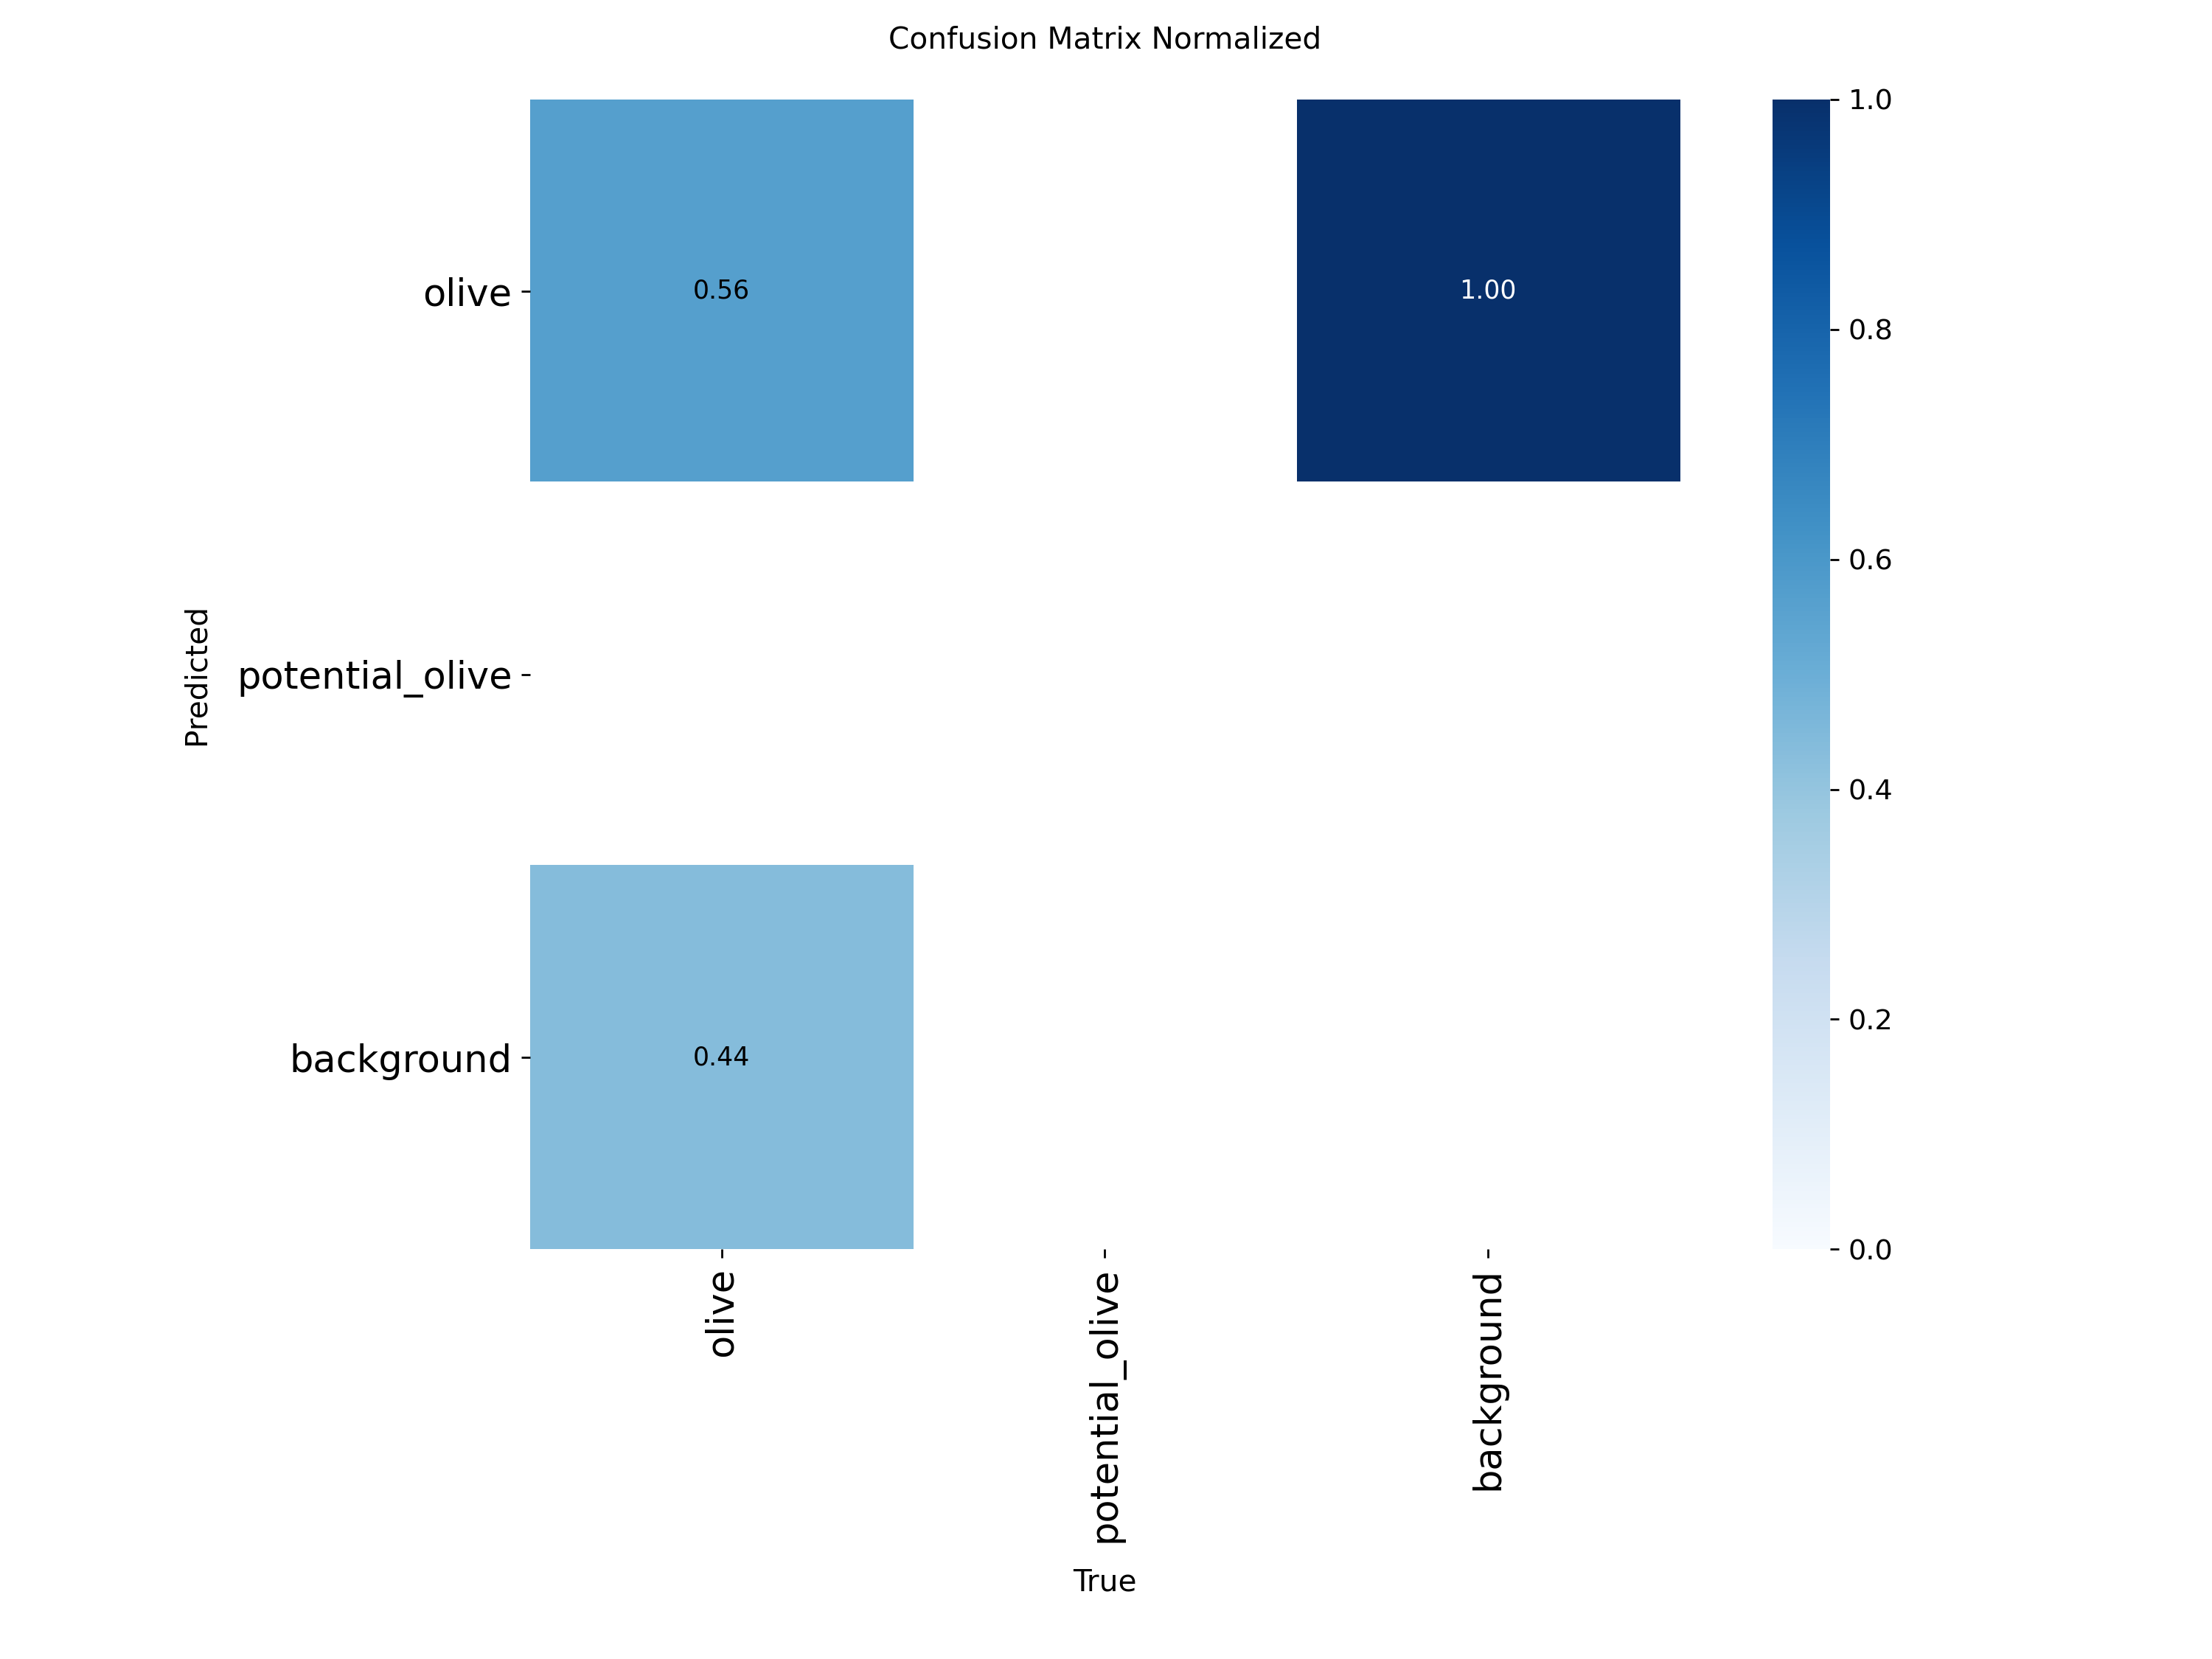 Confusion Matrix Normalized
olive
0.56
1.00
Predicted
potential_olive
background
0.44
olive
potential_olive
background
True
1.0
0.8
0.6
0.4
0.2
0.0